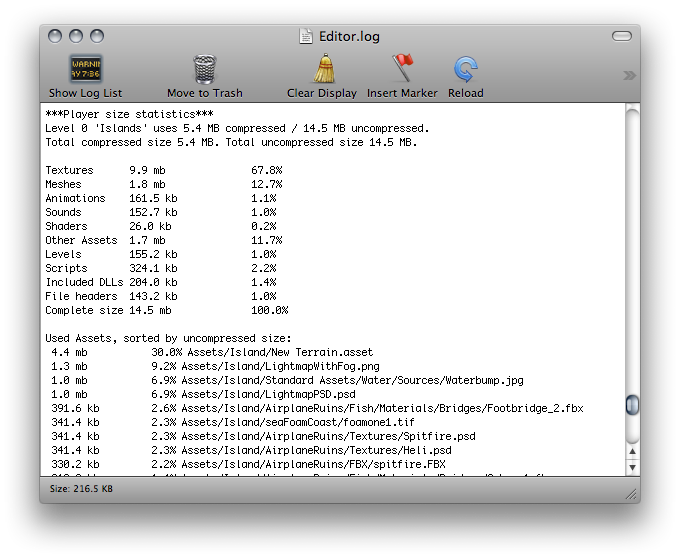 Editor.log
WARNIN
AY 7:36
Show Log List
Move to Trash
Clear Display
Insert Marker
Reload
***Player size statistics***
Level 0 'Islands' uses 5.4 MB compressed / 14.5 MB uncompressed.
Total compressed size 5.4 MB. Total uncompressed size 14.5 MB.
Textures 9.9 mb 67.8%
Meshes 1.8 mb 12.7%
Animations 161.5 kb 1.1%
Sounds 152.7 kb 1.0%
Shaders 26.0 kb 0.2%
Other Assets 1.7 mb 11.7%
Levels 155.2 kb 1.0%
Scripts 324.1 kb 2.2%
Included DLLs 204.0 kb 1.4%
File headers 143.2 kb 1.0%
Complete size 14.5 mb 100.0%
Used Assets, sorted by uncompressed size:
4.4 mb 30.0% Assets/Island/New Terrain.asset
1.3 mb 9.2% Assets/Island/LightmapWithFog.png
1.0 mb 6.9% Assets/Island/Standard Assets/Water/Sources/Waterbump.jpg
1.0 mb 6.9% Assets/Island/LightmapPSD.psd
391.6 kb 2.6% Assets/Island/AirplaneRuins/Fish/Materials/Bridges/Footbridge_2.fbx
341.4 kb 2.3% Assets/Island/seaFoamCoast/foamone1.tif
341.4 kb 2.3% Assets/Island/AirplaneRuins/Textures/Spitfire.psd
341.4 kb 2.3% Assets/Island/AirplaneRuins/Textures/Heli.psd
330.2 kb 2.2% Assets/Island/AirplaneRuins/FBX/spitfire.FBX
Size: 216.5 KB